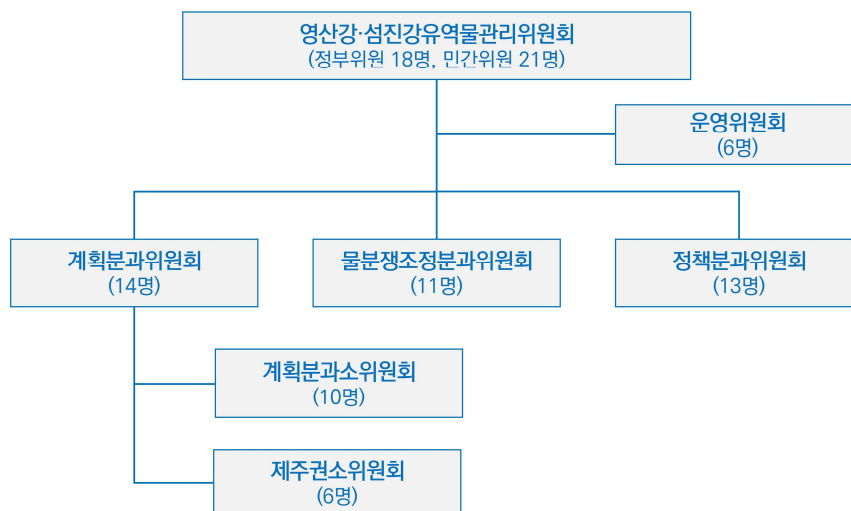 영산강·섬진강유역물관리위원회
(정부위원 18명, 민간위원 21명)
운영위원회
(6명)
계획분과위원회
(14명)
물분쟁조정분과위원회
(11명)
정책분과위원회
(13명)
계획분과소위원회
(10명)
제주권소위원회
(6명)